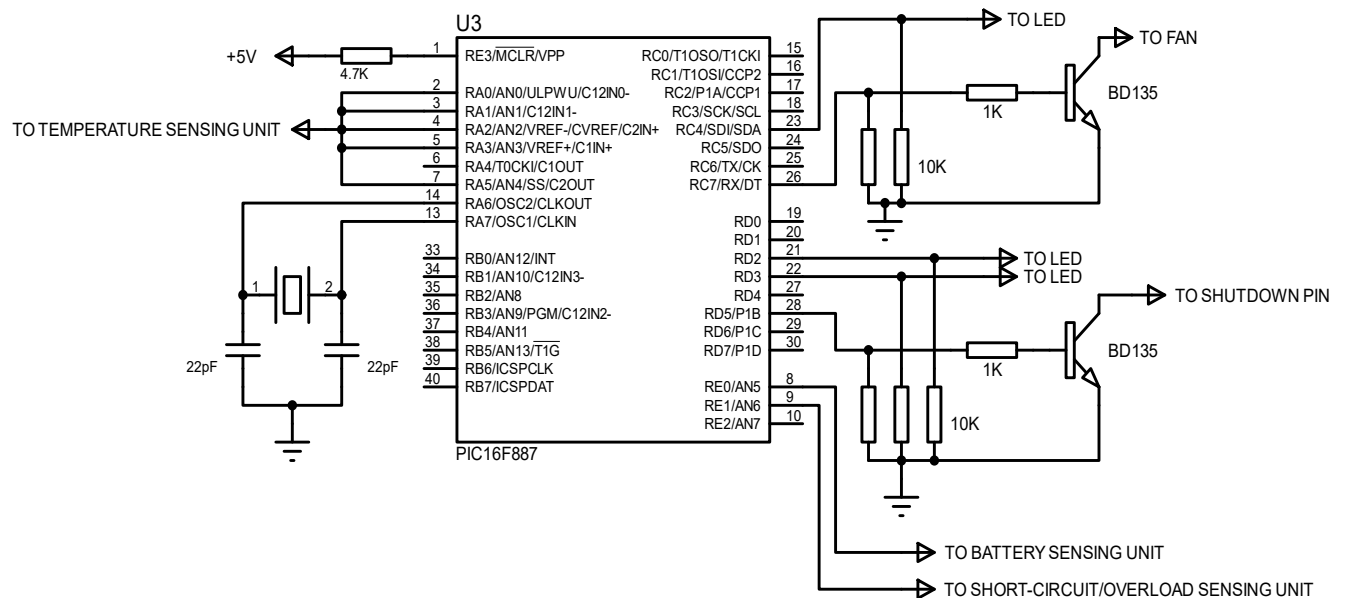 U3
+5V
4.7K
1 RE3/MCLR/VPP
2 RA0/AN0/ULPWU/C12IN0-
3 RA1/AN1/C12IN1-
4 RA2/AN2/VREF-/CVREF/C2IN+
5 RA3/AN3/VREF+/C1IN+
6 RA4/T0CKI/C1OUT
7 RA5/AN4/SS/C2OUT
14 RA6/OSC2/CLKOUT
13 RA7/OSC1/CLKIN
TO TEMPERATURE SENSING UNIT
33 RB0/AN12/INT
34 RB1/AN10/C12IN3-
35 RB2/AN8
36 RB3/AN9/PGM/C12IN2-
37 RB4/AN11
38 RB5/AN13/T1G
39 RB6/ICSPCLK
40 RB7/ICSPDAT
1 2
22pF 22pF
RC0/T1OSO/T1CKI 15
RC1/T1OSI/CCP2 16
RC2/P1A/CCP1 17
RC3/SCK/SCL 18
RC4/SDI/SDA 23
RC5/SDO 24
RC6/TX/CK 25
RC7/RX/DT 26
RD0 19
RD1 20
RD2 21
RD3 22
RD4 27
RD5/P1B 28
RD6/P1C 29
RD7/P1D 30
RE0/AN5 8
RE1/AN6 9
RE2/AN7 10
PIC16F887
TO LED
TO FAN
BD135
1K
10K
TO LED
TO LED
TO SHUTDOWN PIN
BD135
1K
10K
TO BATTERY SENSING UNIT
TO SHORT-CIRCUIT/OVERLOAD SENSING UNIT